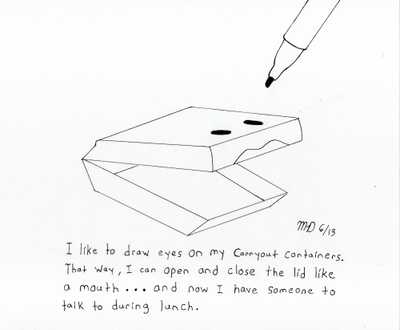 MD 6/13
I like to draw eyes on my Carryout Containers.
That way, I can open and close the lid like
a mouth... and now I have someone to
talk to during lunch.